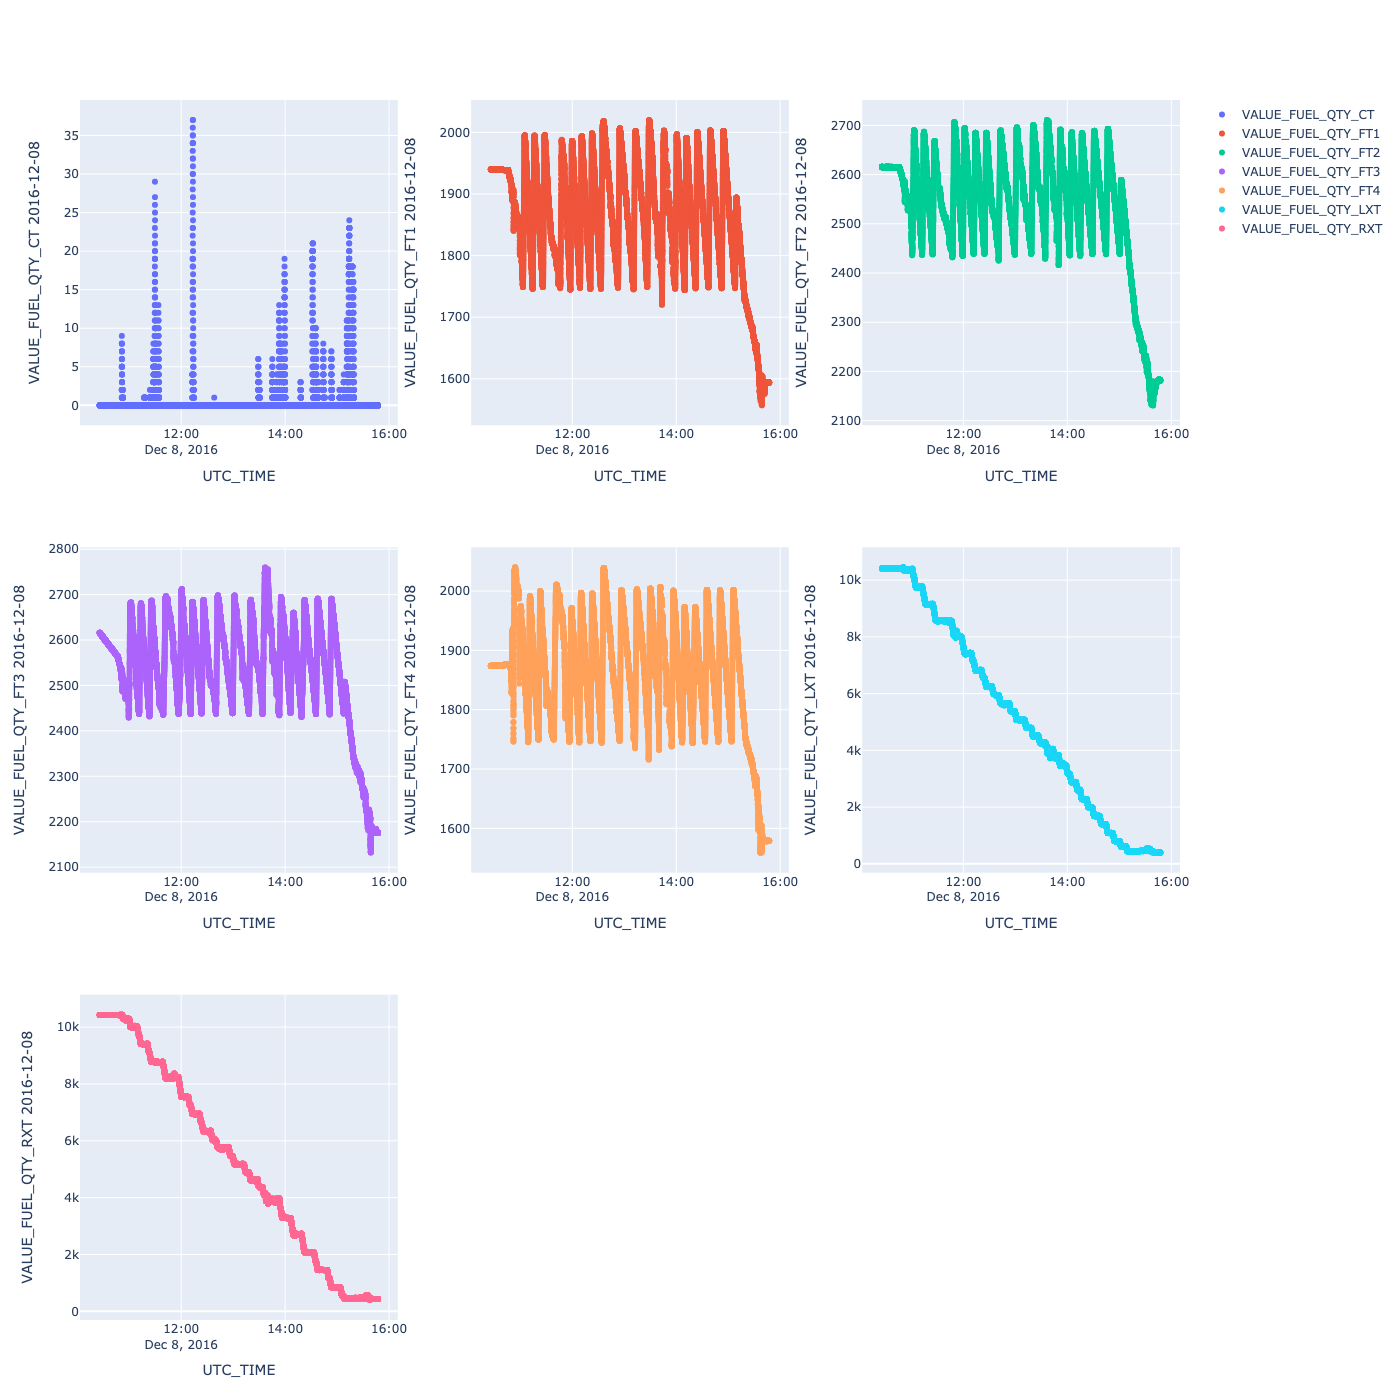 VALUE_FUEL_QTY_CT 2016-12-08
35
30
25
20
15
10
5
0
12:00
Dec 8, 2016
14:00
16:00
UTC_TIME
VALUE_FUEL_QTY_FT1 2016-12-08
2000
1900
1800
1700
1600
12:00
Dec 8, 2016
14:00
16:00
UTC_TIME
VALUE_FUEL_QTY_FT2 2016-12-08
2700
2600
2500
2400
2300
2200
2100
12:00
Dec 8, 2016
14:00
16:00
UTC_TIME
VALUE_FUEL_QTY_CT
VALUE_FUEL_QTY_FT1
VALUE_FUEL_QTY_FT2
VALUE_FUEL_QTY_FT3
VALUE_FUEL_QTY_FT4
VALUE_FUEL_QTY_LXT
VALUE_FUEL_QTY_RXT
VALUE_FUEL_QTY_FT3 2016-12-08
2800
2700
2600
2500
2400
2300
2200
2100
12:00
Dec 8, 2016
14:00
16:00
UTC_TIME
VALUE_FUEL_QTY_FT4 2016-12-08
2000
1900
1800
1700
1600
12:00
Dec 8, 2016
14:00
16:00
UTC_TIME
VALUE_FUEL_QTY_LXT 2016-12-08
10k
8k
6k
4k
2k
0
12:00
Dec 8, 2016
14:00
16:00
UTC_TIME
VALUE_FUEL_QTY_RXT 2016-12-08
10k
8k
6k
4k
2k
0
12:00
Dec 8, 2016
14:00
16:00
UTC_TIME